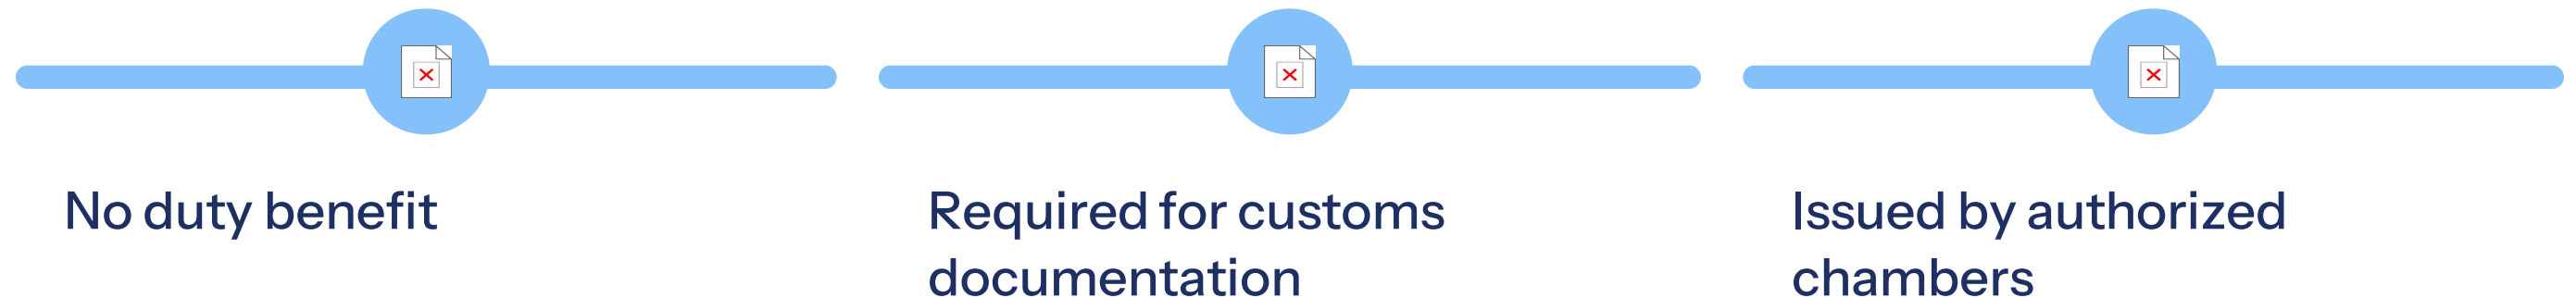 No duty benefit
Required for customs
documentation
Issued by authorized
chambers